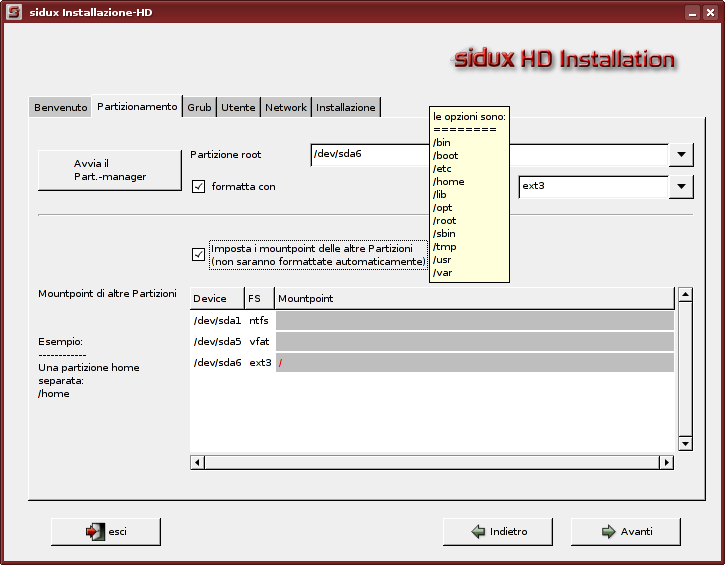 sidux Installazione-HD
sidux HD Installation
Benvenuto Partizionamento Grub Utente Network Installazione
Avvia il
Part.-manager
Partizione root
/dev/sda6
formatta con
ext3
le opzioni sono:
========
/bin
/boot
/etc
/home
/lib
/opt
/root
/sbin
/tmp
/usr
/var
Imposta i mountpoint delle altre Partizioni
(non saranno formattate automaticamente)
Mountpoint di altre Partizioni
Device FS Mountpoint
/dev/sda1 ntfs
/dev/sda5 vfat
/dev/sda6 ext3 /
Esempio:
------------
Una partizione home
separata:
/home
esci
Indietro
Avanti